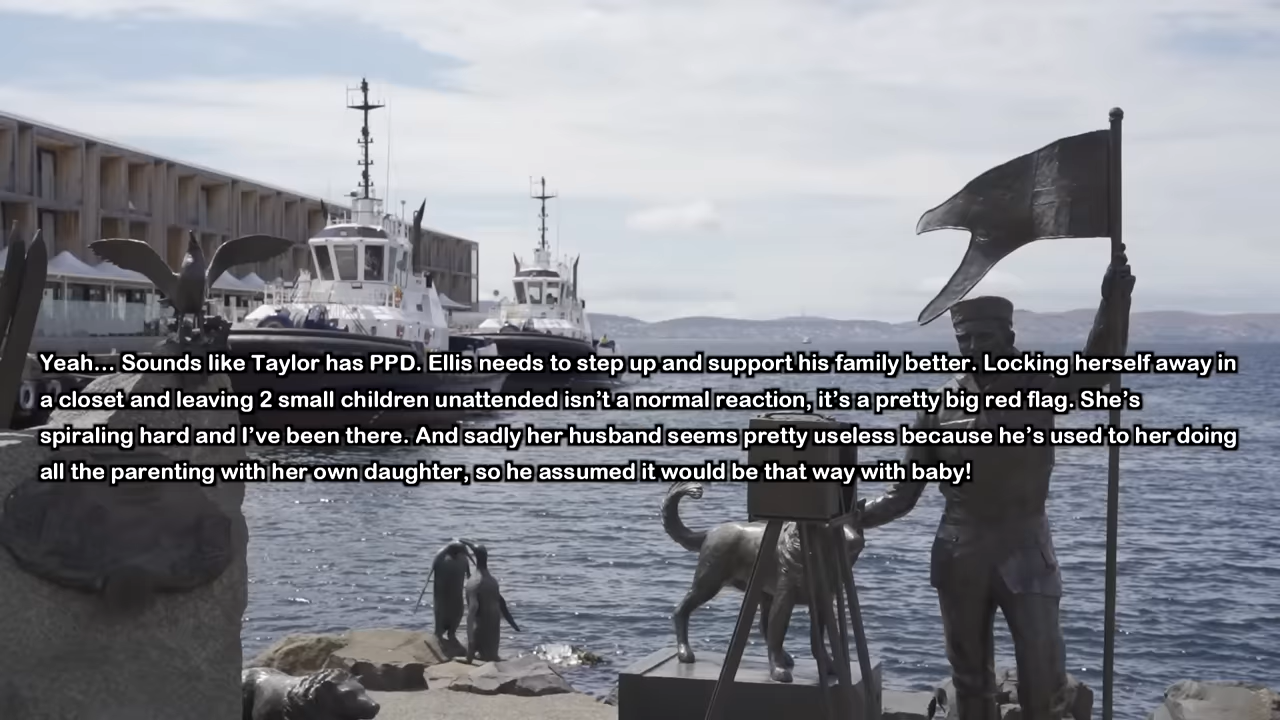 Yeah… Sounds like Taylor has PPD. Ellis needs to step up and support his family better. Locking herself away in
a closet and leaving 2 small children unattended isn’t a normal reaction, it’s a pretty big red flag. She’s
spiraling hard and I’ve been there. And sadly her husband seems pretty useless because he’s used to her doing
all the parenting with her own daughter, so he assumed it would be that way with baby!